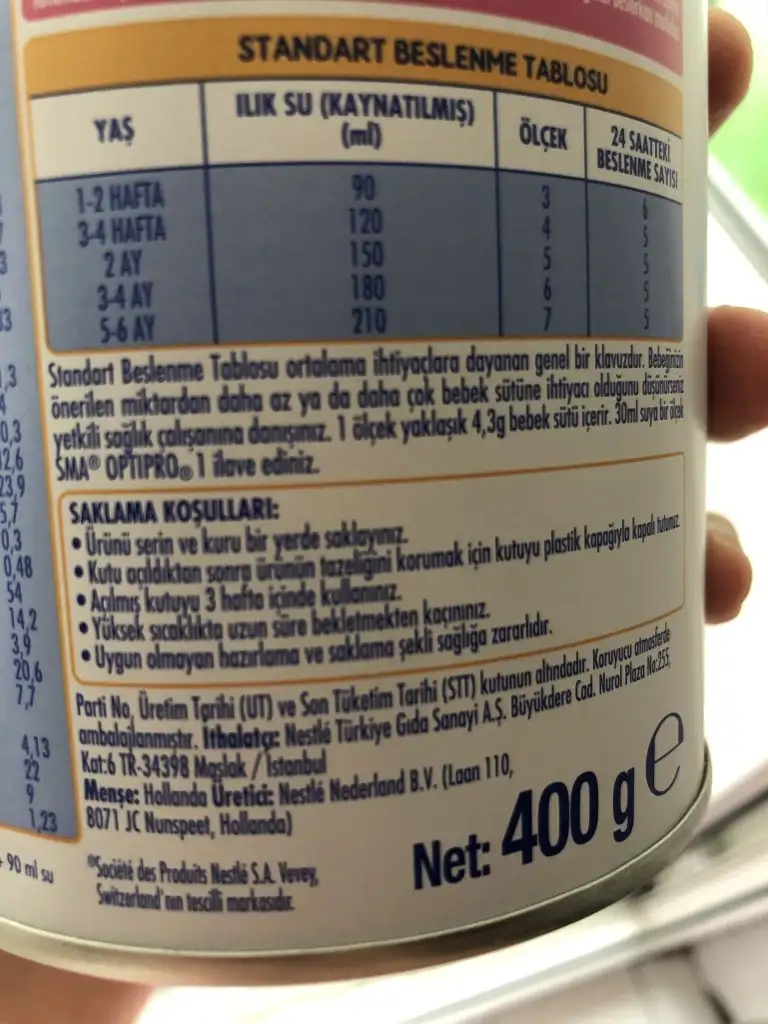 STANDART BESLENME TABLOSU
YAŞ ILIK SU (KAYNATILMIŞ) (ml) ÖLÇEK 24 SAATTEKİ BESLENME SAYISI
1-2 HAFTA 90 3 6
3-4 HAFTA 120 4 5
2 AY 150 5 5
3-4 AY 180 6 5
5-6 AY 210 7 5
Standart Beslenme Tablosu ortalama ihtiyaclara dayanan genel bir klavuzdur. Bebeğinizin
önerilen miktardan daha az ya da daha çok bebek sütüne ihtiyacı olduğunu düşünürseniz
yetkili sağlık çalışanına danışınız. 1 ölçek yaklaşık 4,3g bebek sütü içerir. 30ml suya bir ölçek
SMA® OPTIPRO® 1 ilave ediniz.
SAKLAMA KOŞULLARI:
• Ürünü serin ve kuru bir yerde saklayınız.
• Kutu açıldıktan sonra ürünün tazeliğini korumak için kutuyu plastik kapağıyla kapalı tutunuz.
• Açılmış kutuyu 3 hafta içinde kullanınız.
• Yüksek sıcaklıkta uzun süre bekletmekten kaçınınız.
• Uygun olmayan hazırlama ve saklama şekli sağlığa zararlıdır.
Parti No, Üretim Tarihi (UT) ve Son Tüketim Tarihi (STT) kutunun altındadır. Koruyucu atmosferde
ambalajlanmıştır. İthalatçı: Nestlé Türkiye Gıda Sanayi A.Ş. Büyükdere Cad. Nurol Plaza No:255,
Kat:6 TR-34398 Maslak / İstanbul
Menşe: Hollanda Üretici: Nestlé Nederland B.V. (Laan 110,
8071 JC Nunspeet, Hollanda)
®Société des Produits Nestlé S.A. Vevey,
Switzerland'nın tescilli markasıdır.
Net: 400 g e
0,3
12,6
23,9
5,7
0,3
0,48
54
14,2
3,9
20,6
7,7
4,13
22
9
1,23
90 ml su